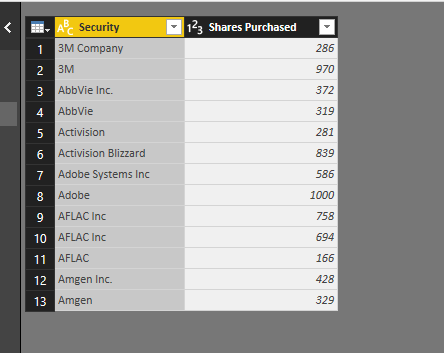 ABC Security 123 Shares Purchased
1 3M Company 286
2 3M 970
3 AbbVie Inc. 372
4 AbbVie 319
5 Activision 281
6 Activision Blizzard 839
7 Adobe Systems Inc 586
8 Adobe 1000
9 AFLAC Inc 758
10 AFLAC Inc 694
11 AFLAC 166
12 Amgen Inc. 428
13 Amgen 329